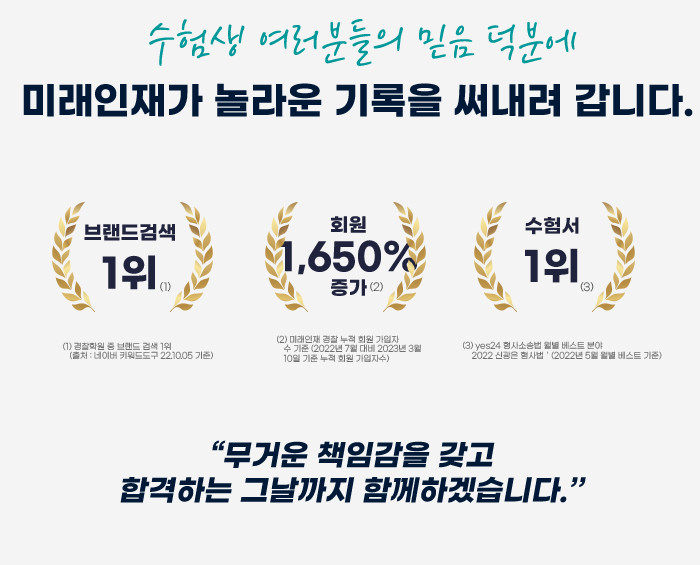 수험생 여러분들의 믿음 덕분에
미래인재가 놀라운 기록을 써내려 갑니다.
브랜드검색
1위(1)
회원
1,650%
증가(2)
수험서
1위(3)
(1) 경찰학원 중 브랜드 검색 1위
(출처 : 네이버 키워드도구 22.10.05 기준)
(2) 미래인재 경찰 누적 회원 가입자
수 기준 (2022년 7월 대비 2023년 3월
10일 기준 누적 회원 가입자수)
(3) yes24 형사소송법 월별 베스트 분야
2022 신광은 형사법 ' (2022년 5월 월별 베스트 기준)
“무거운 책임감을 갖고
합격하는 그날까지 함께하겠습니다.”